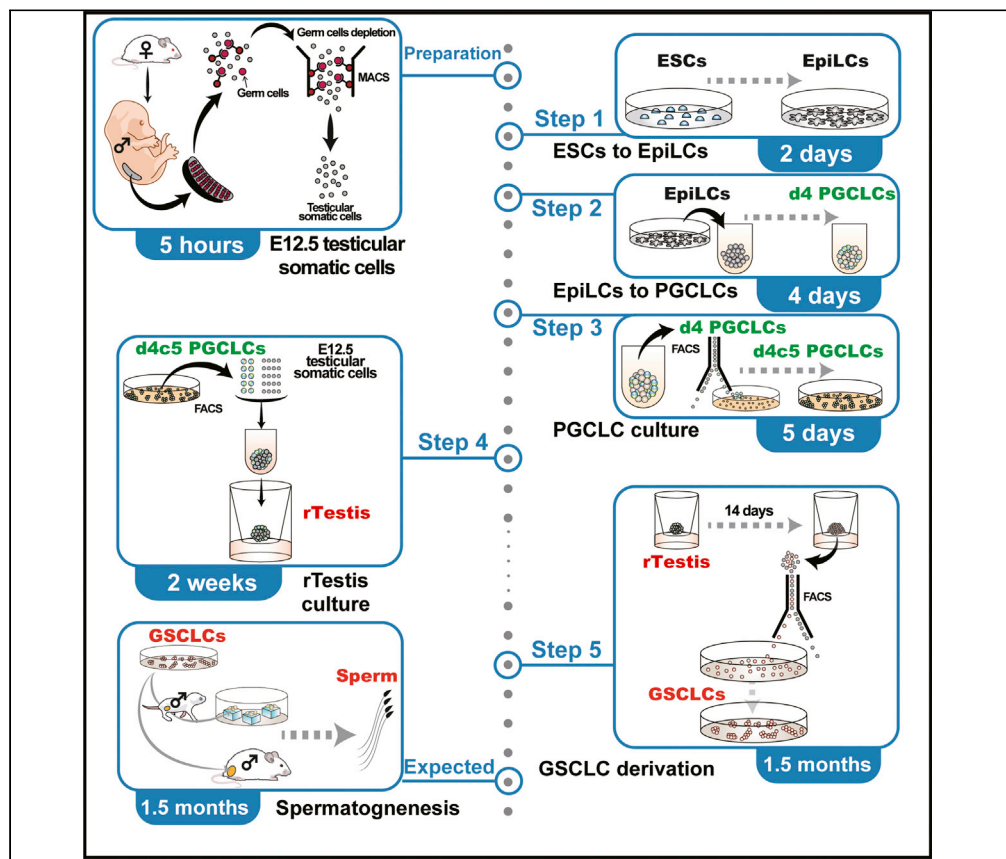 Germ cells depletion
♀
MACS
Germ cells
♂
Testicular
somatic cells
5 hours
E12.5 testicular
somatic cells
Preparation
ESCs
EpiLCs
Step 1
ESCs to EpiLCs
2 days
Step 2
EpiLCs
d4 PGCLCs
EpiLCs to PGCLCs
4 days
Step 3
d4 PGCLCs
FACS
d4c5 PGCLCs
PGCLC culture
5 days
d4c5 PGCLCs
E12.5
testicular
somatic cells
FACS
Step 4
rTestis
2 weeks
rTestis
culture
14 days
rTestis
FACS
Step 5
GSCLCs
GSCLC derivation
1.5 months
GSCLCs
♂
Sperm
♂
Expected
1.5 months
Spermatognenesis